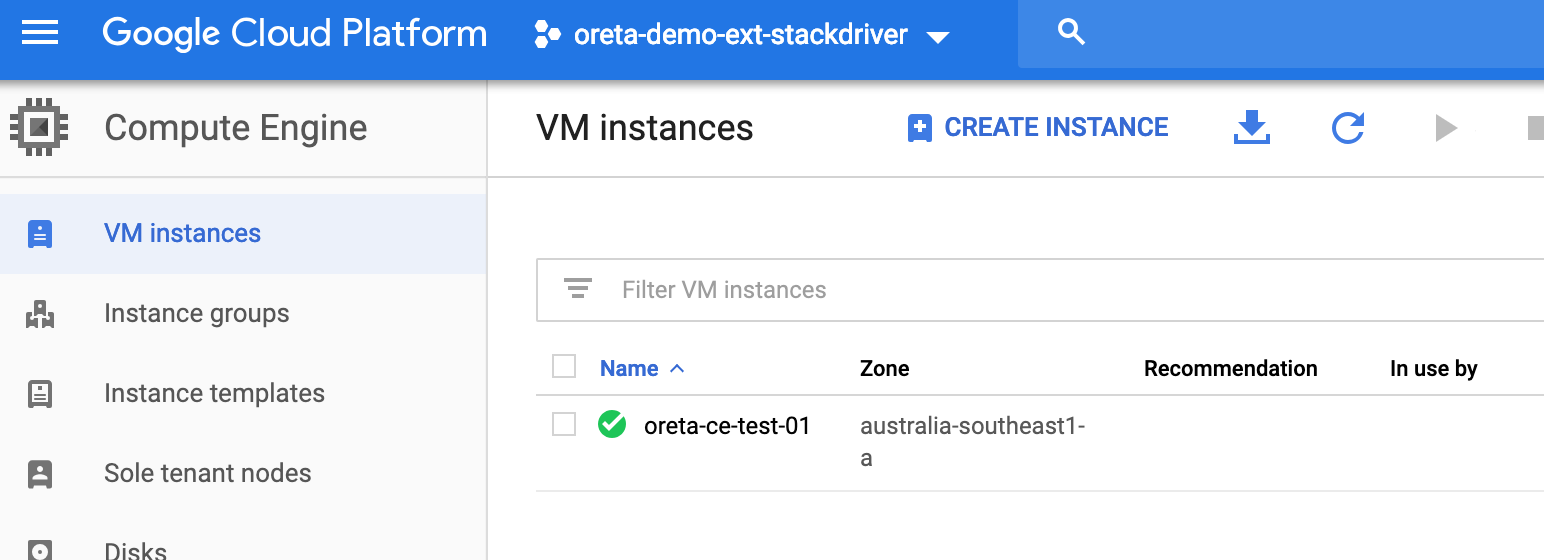 Google Cloud Platform
oreta-demo-ext-stackdriver
Compute Engine
VM instances
CREATE INSTANCE
VM instances
Instance groups
Instance templates
Sole tenant nodes
Disks
Filter VM instances
Name Zone Recommendation In use by
oreta-ce-test-01 australia-southeast1-
a